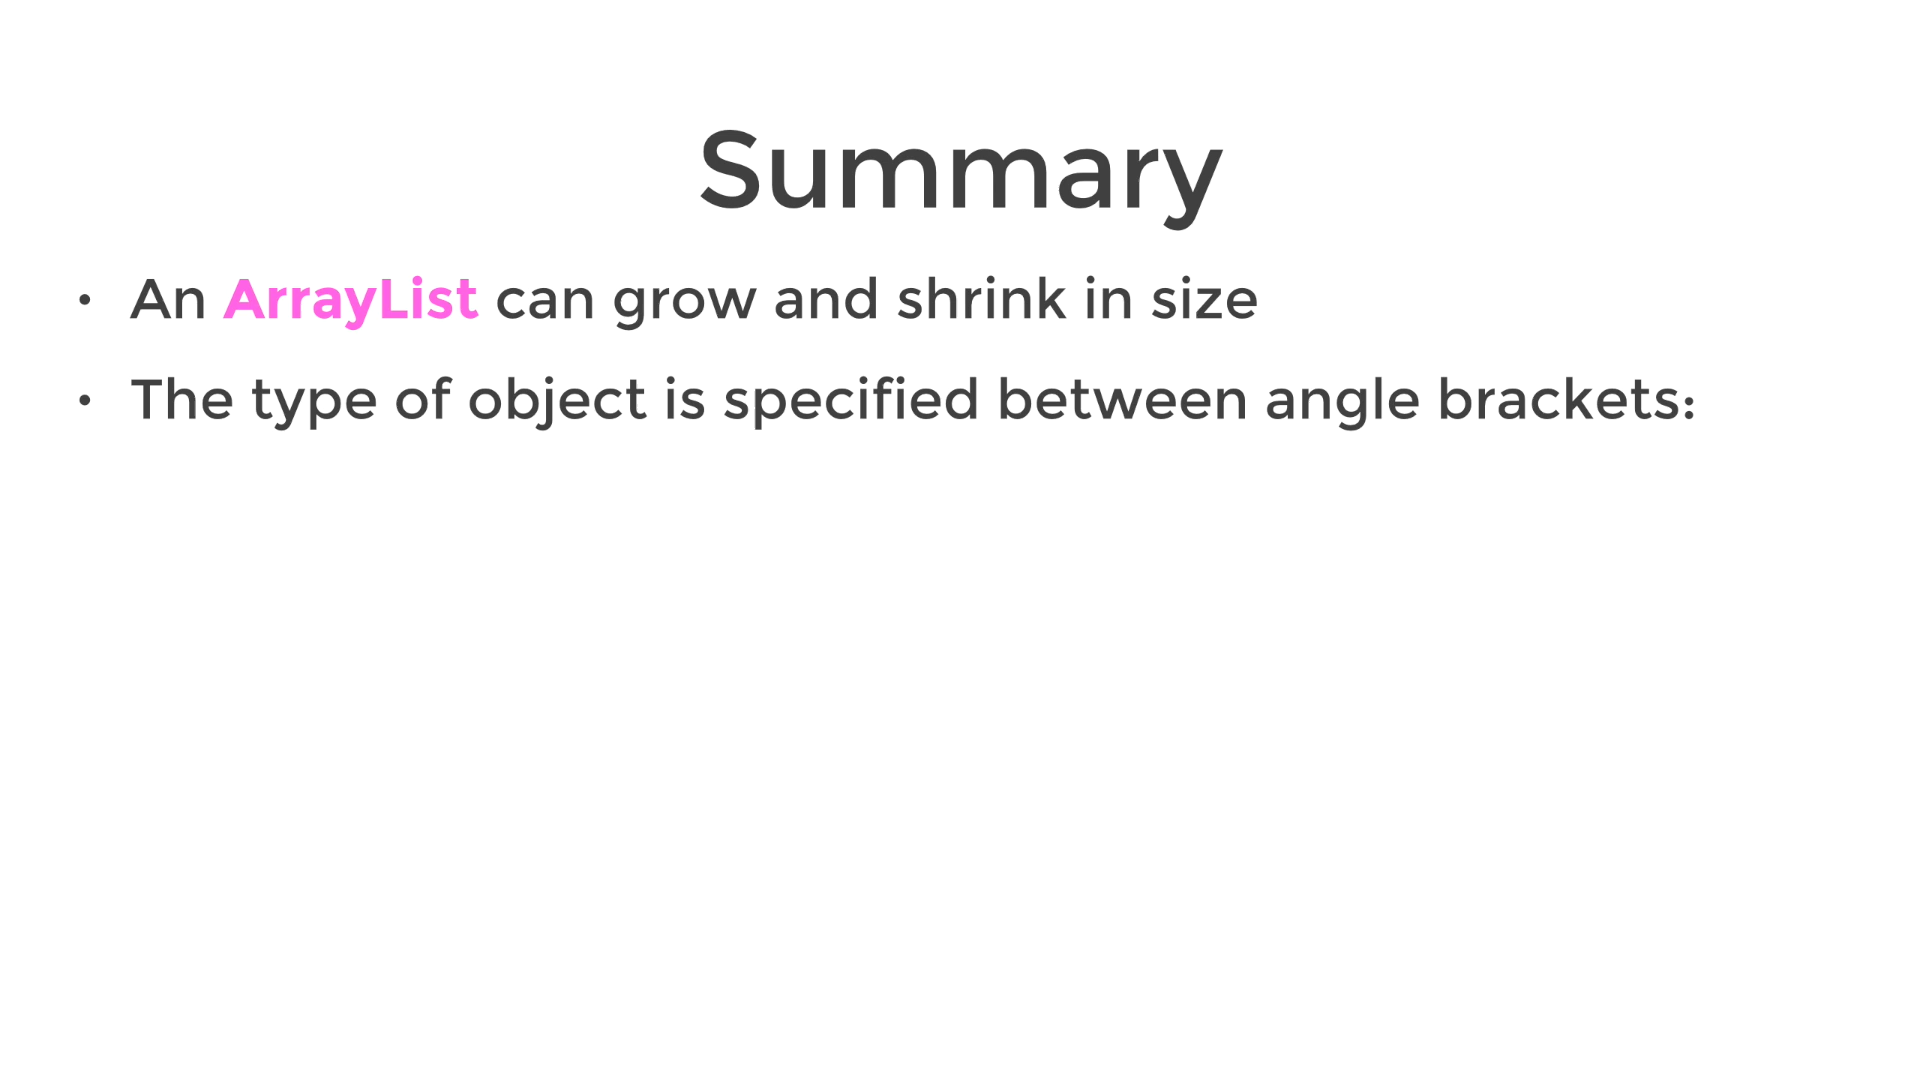 Summary
• An ArrayList can grow and shrink in size
• The type of object is specified between angle brackets: